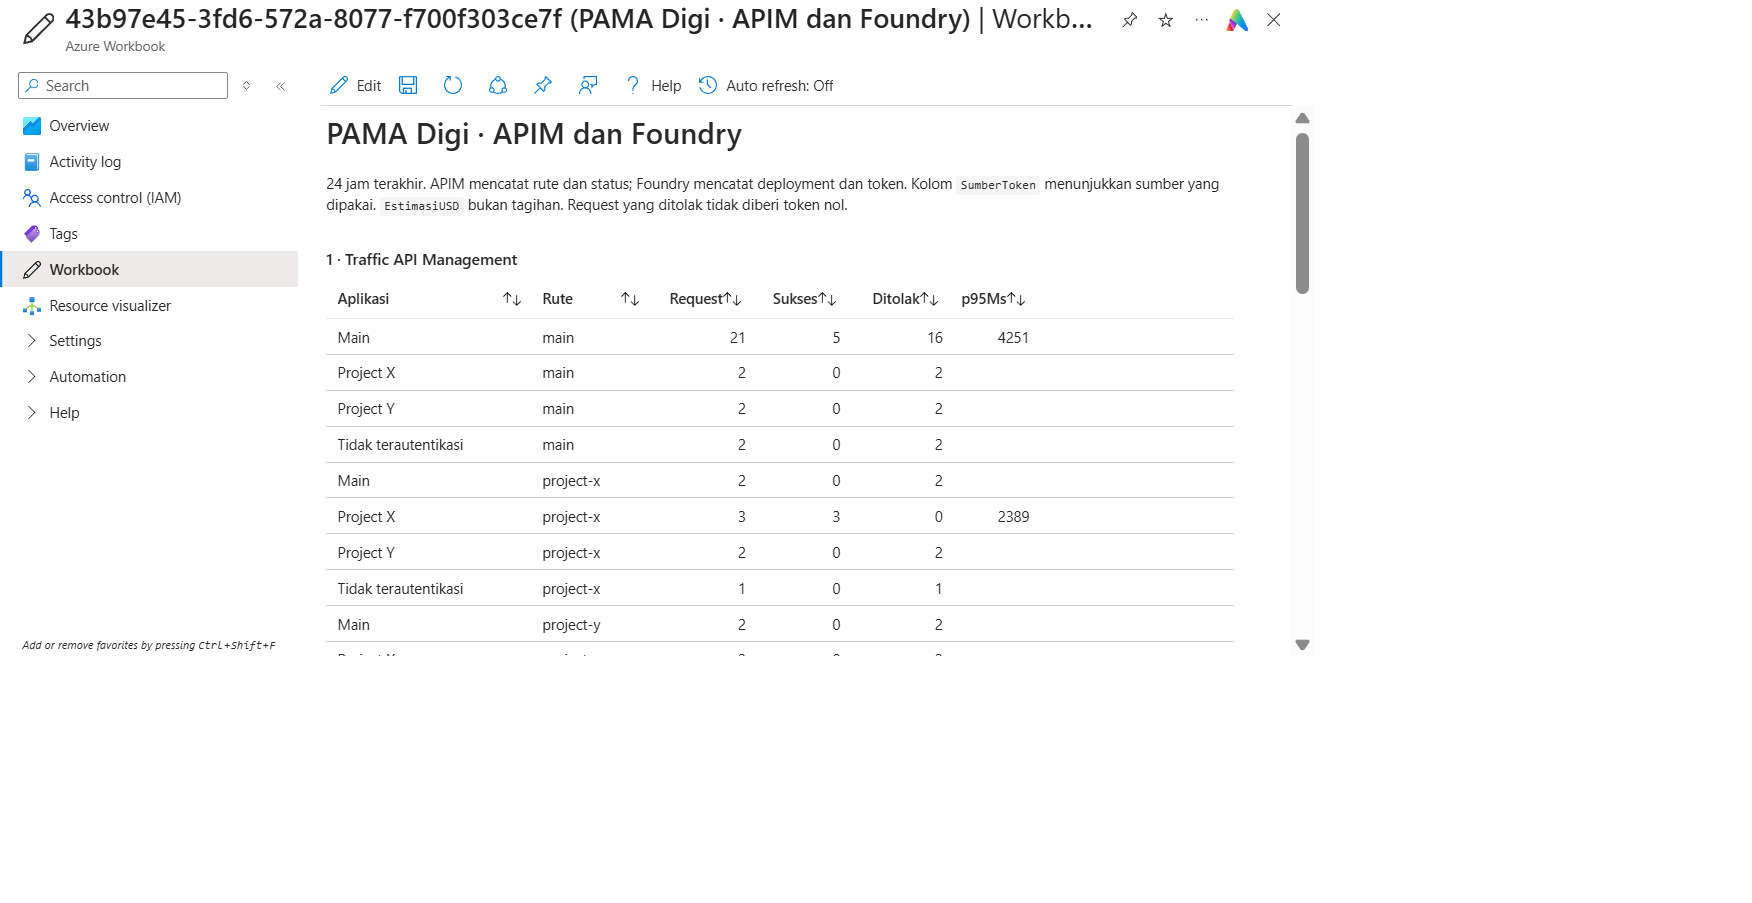 43b97e45-3fd6-572a-8077-f700f303ce7f (PAMA Digi · APIM dan Foundry) | Workb...
Azure Workbook
Search
Overview
Activity log
Access control (IAM)
Tags
Workbook
Resource visualizer
Settings
Automation
Help
Add or remove favorites by pressing Ctrl+Shift+F
Edit
Help
Auto refresh: Off
PAMA Digi · APIM dan Foundry
24 jam terakhir. APIM mencatat rute dan status; Foundry mencatat deployment dan token. Kolom SumberToken menunjukkan sumber yang
dipakai. EstimasiUSD bukan tagihan. Request yang ditolak tidak diberi token nol.
1 · Traffic API Management
Aplikasi Rute Request Sukses Ditolak p95Ms
Main main 21 5 16 4251
Project X main 2 0 2
Project Y main 2 0 2
Tidak terautentikasi main 2 0 2
Main project-x 2 0 2
Project X project-x 3 3 0 2389
Project Y project-x 2 0 2
Tidak terautentikasi project-x 1 0 1
Main project-y 2 0 2